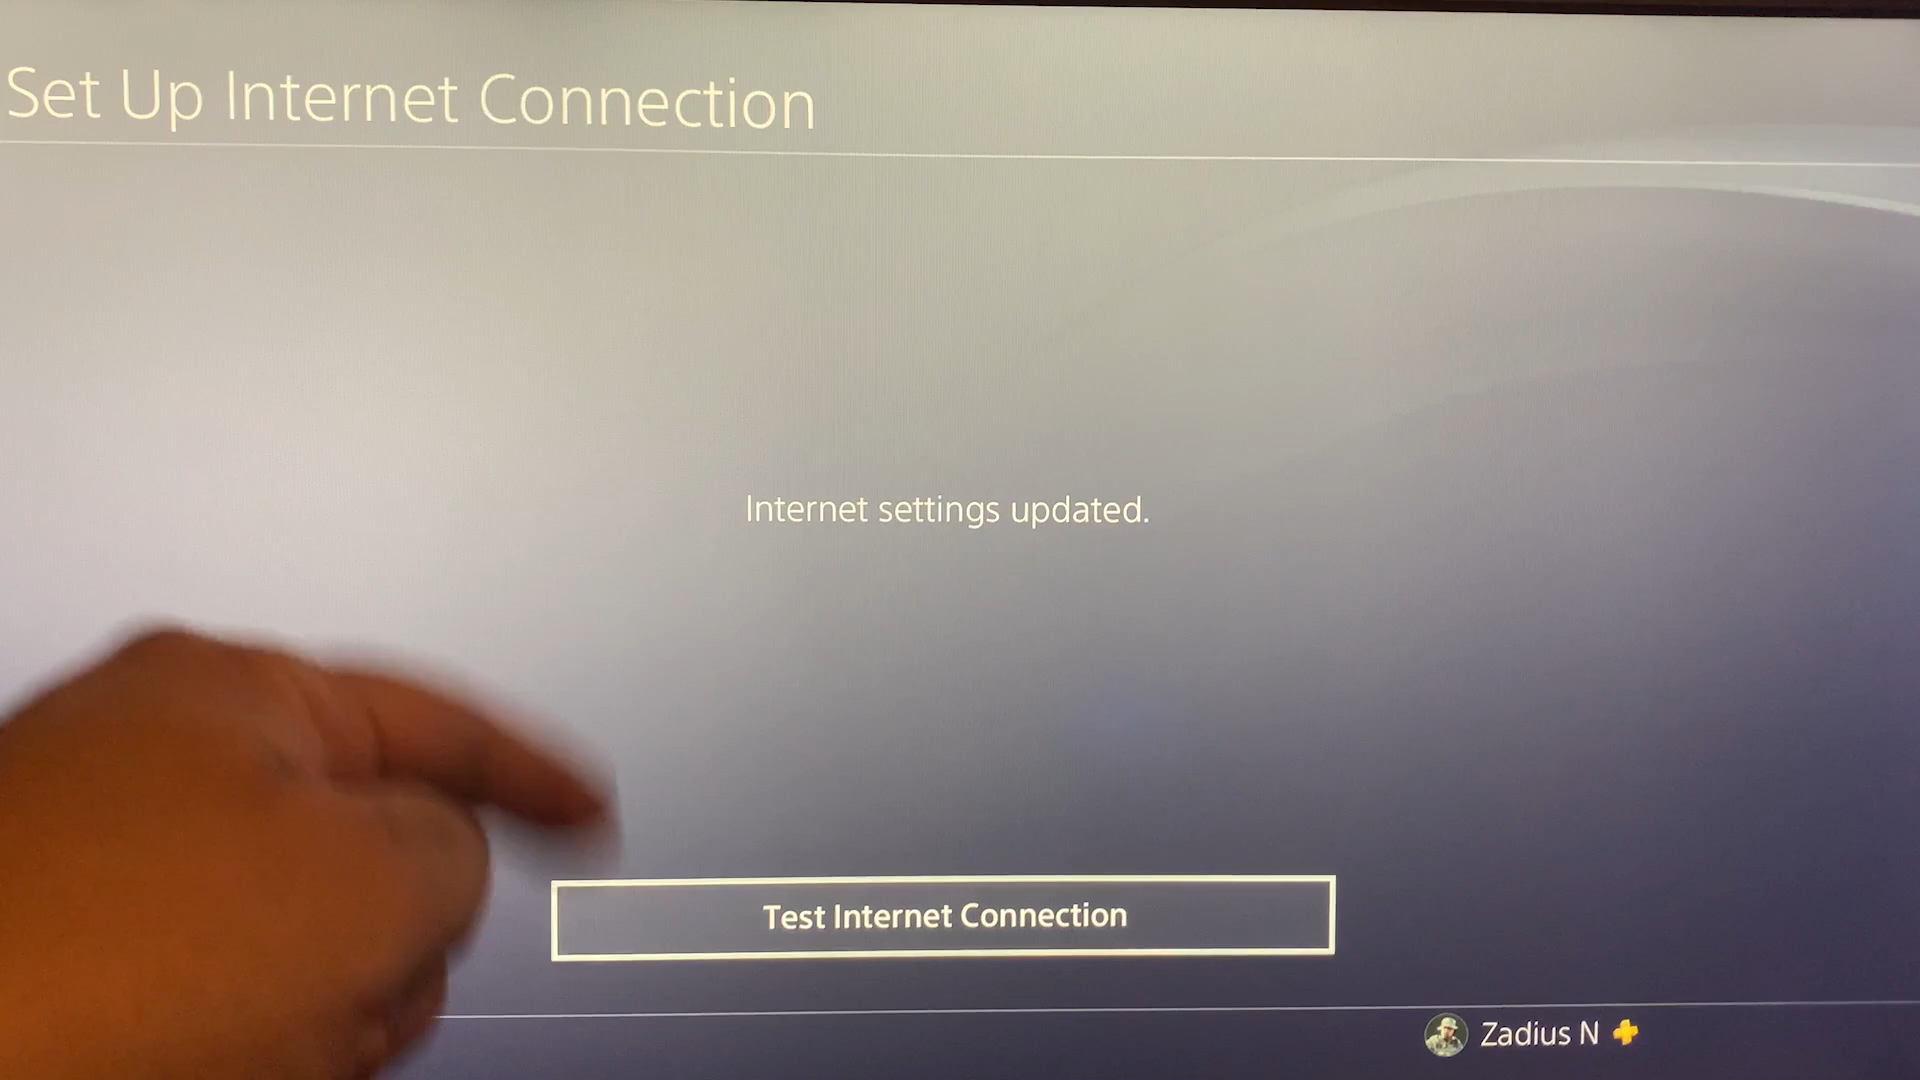 Set Up Internet Connection
Internet settings updated.
Test Internet Connection
Zadius N